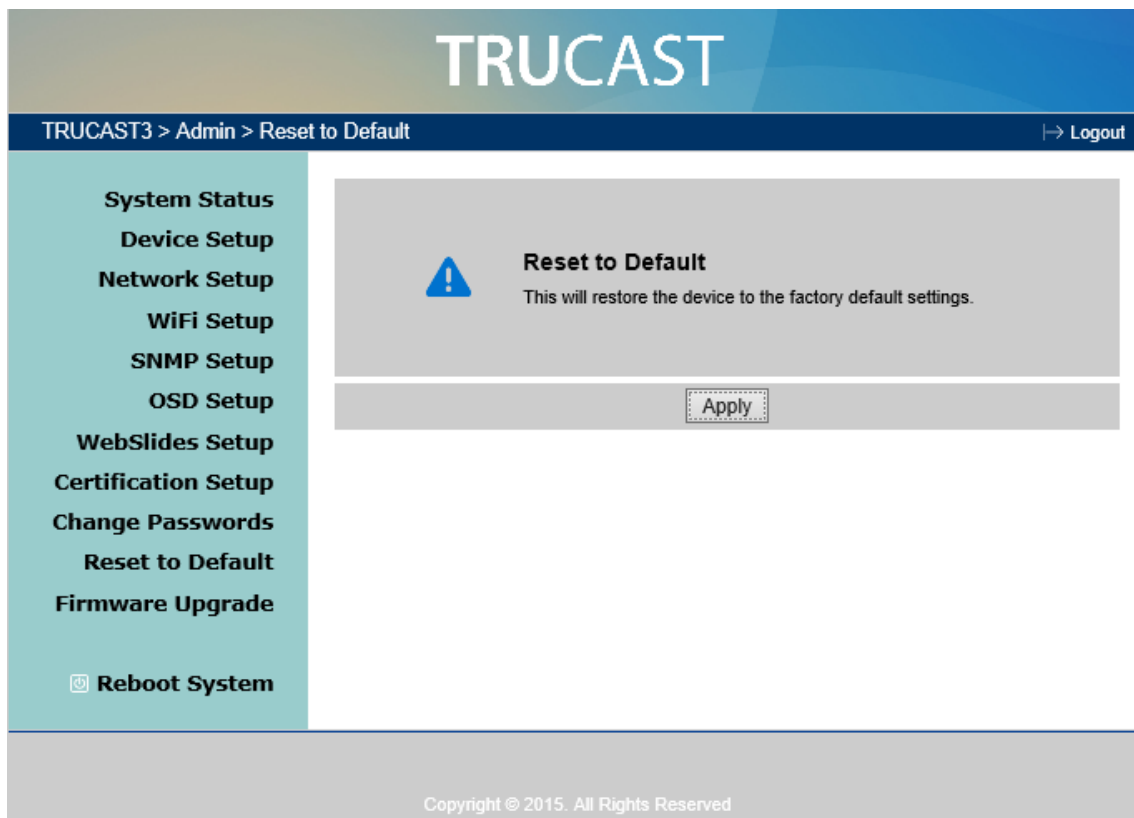 TRUCAST
TRUCAST3 > Admin > Reset to Default
Logout
System Status
Device Setup
Network Setup
WiFi Setup
SNMP Setup
OSD Setup
WebSlides Setup
Certification Setup
Change Passwords
Reset to Default
Firmware Upgrade
Reboot System
Reset to Default
This will restore the device to the factory default settings.
Apply
Copyright © 2015. All Rights Reserved